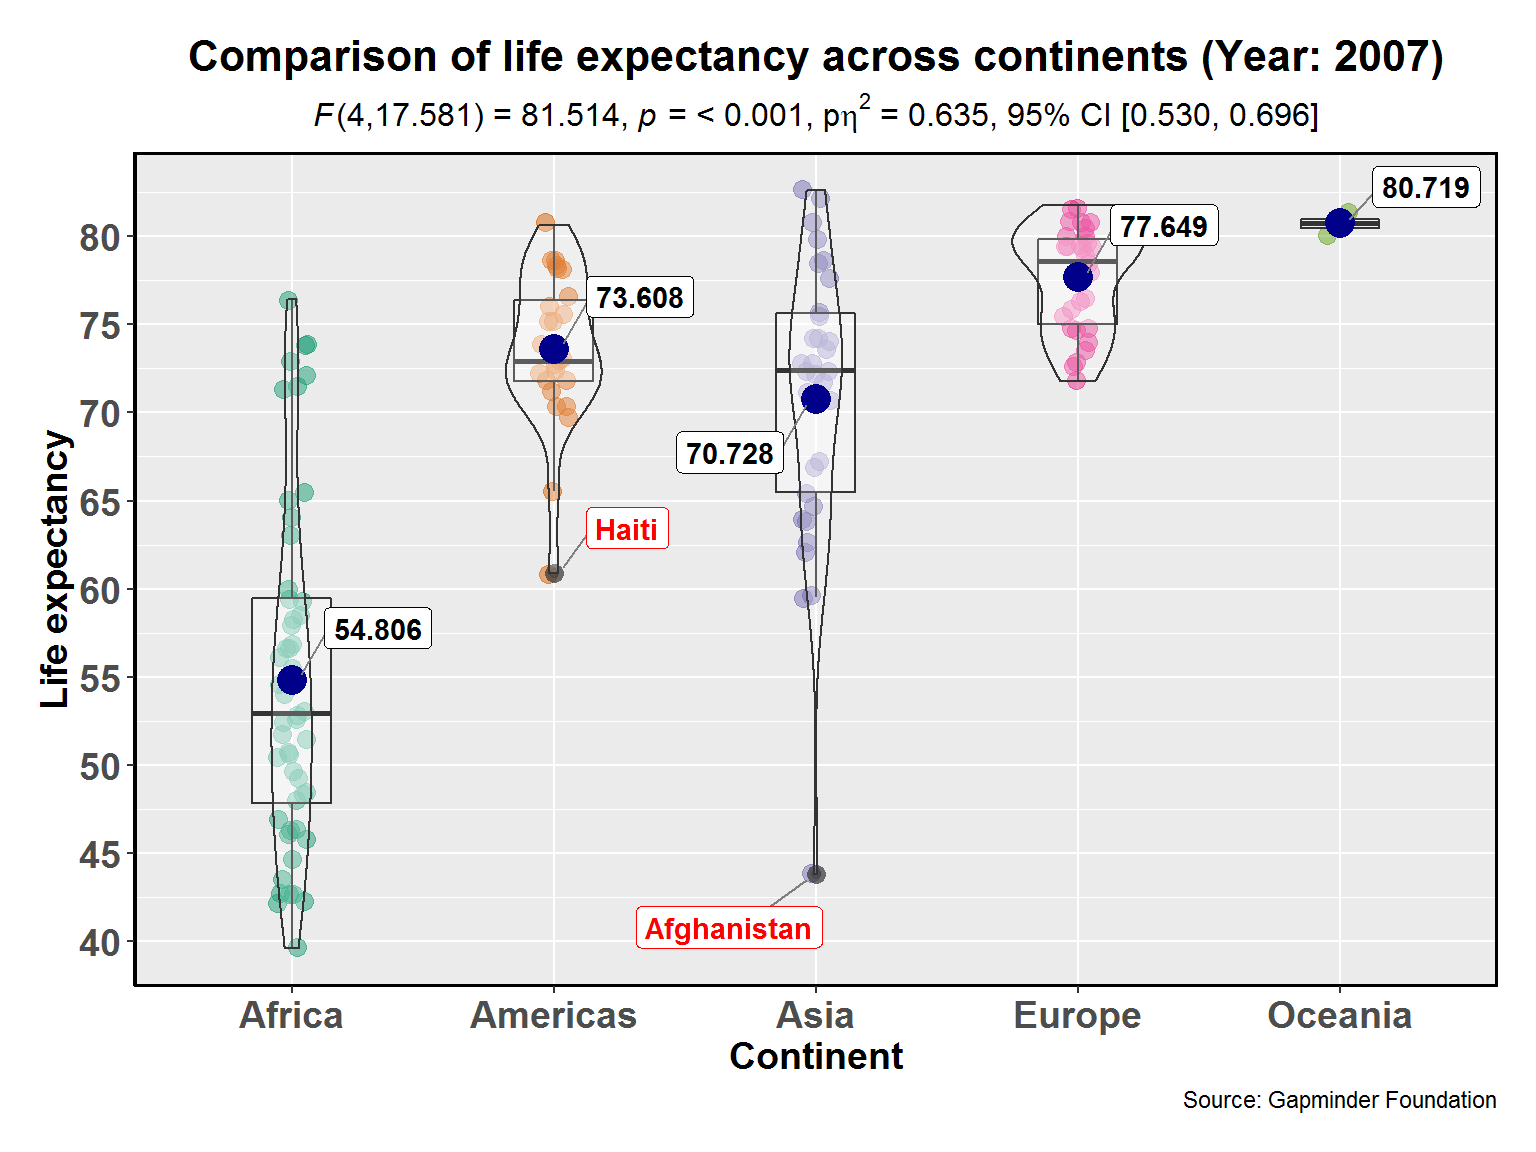 Comparison of life expectancy across continents (Year: 2007)
F(4,17.581) = 81.514, p = < 0.001, pη² = 0.635, 95% CI [0.530, 0.696]
Life expectancy
80
75
70
65
60
55
50
45
40
80.719
77.649
73.608
70.728
Haiti
54.806
Afghanistan
Africa
Americas
Asia
Europe
Oceania
Continent
Source: Gapminder Foundation